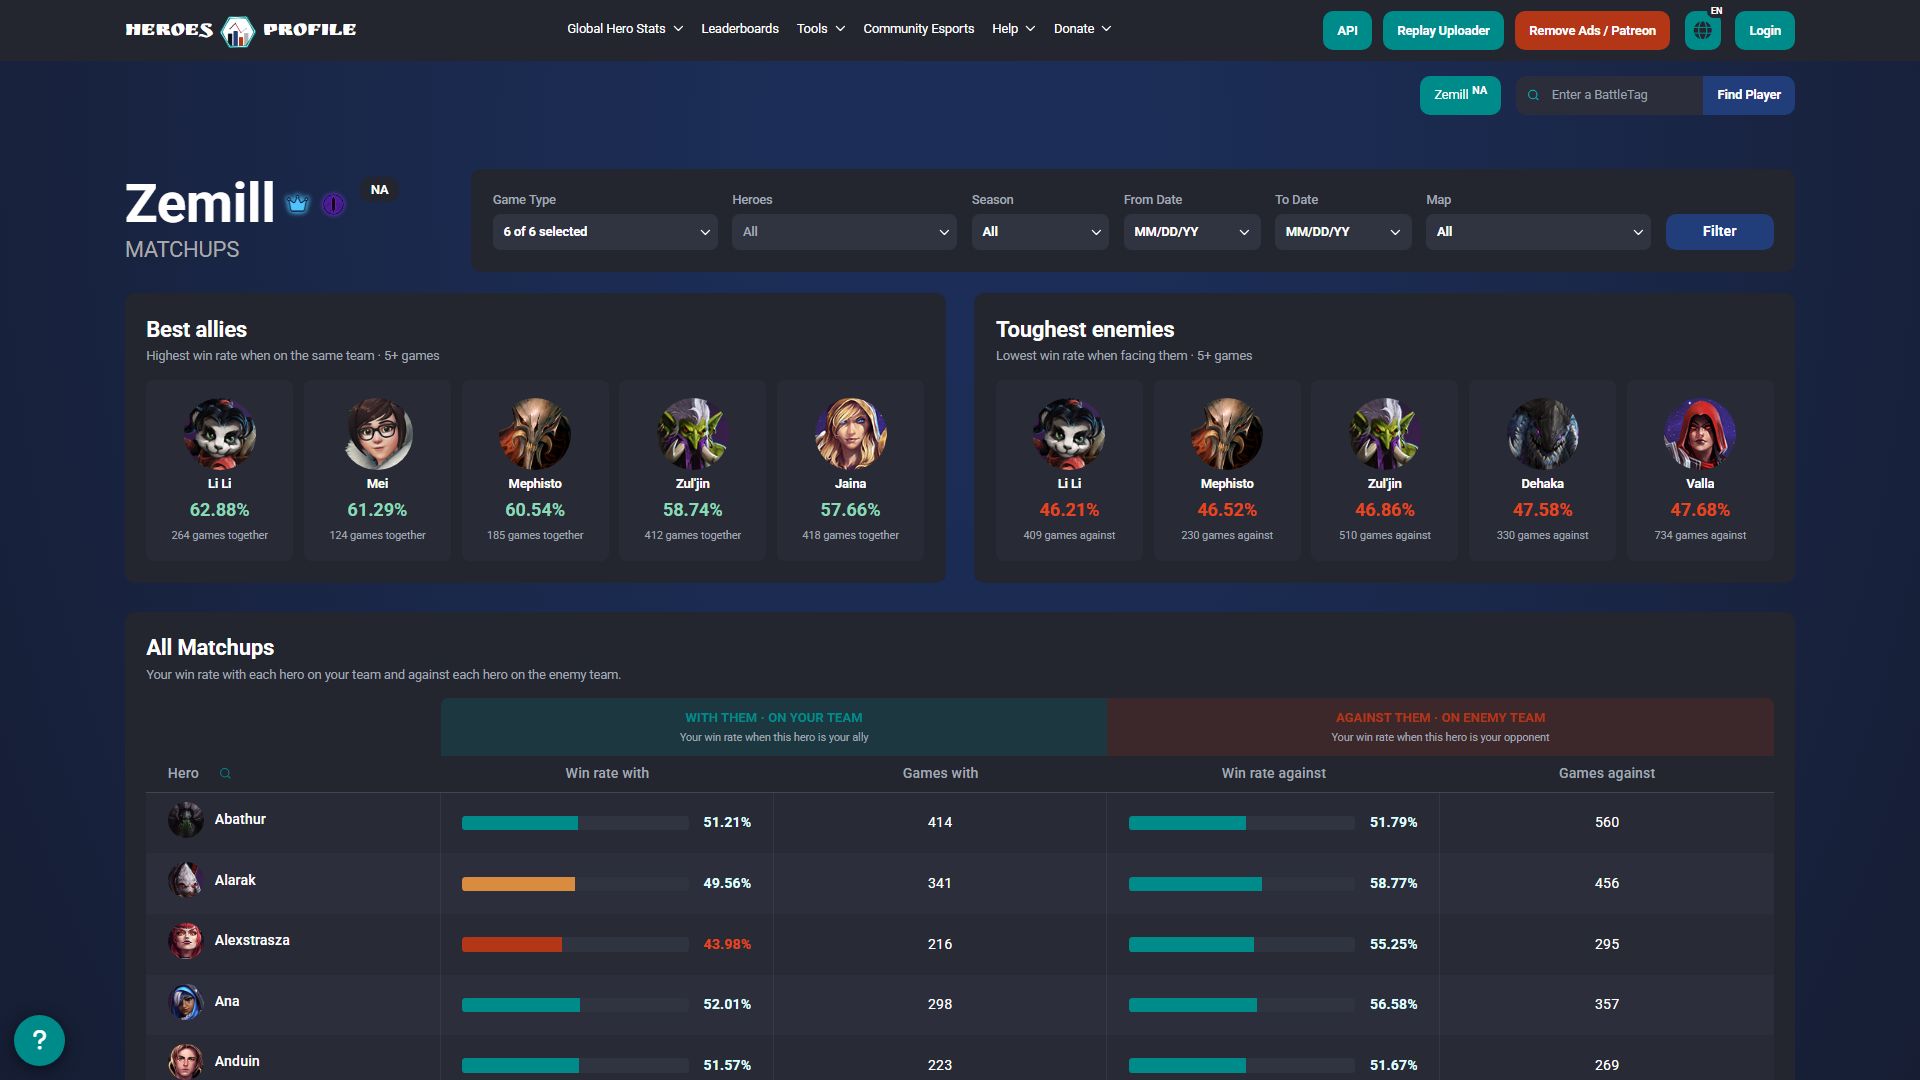 HEROES PROFILE
Global Hero Stats
Leaderboards
Tools
Community Esports
Help
Donate
API
Replay Uploader
Remove Ads / Patreon
EN
Login
Zemill NA
Enter a BattleTag
Find Player
Zemill
NA
MATCHUPS
Game Type
6 of 6 selected
Heroes
All
Season
All
From Date
MM/DD/YY
To Date
MM/DD/YY
Map
All
Filter
Best allies
Highest win rate when on the same team · 5+ games
Li Li
62.88%
264 games together
Mei
61.29%
124 games together
Mephisto
60.54%
185 games together
Zul'jin
58.74%
412 games together
Jaina
57.66%
418 games together
Toughest enemies
Lowest win rate when facing them · 5+ games
Li Li
46.21%
409 games against
Mephisto
46.52%
230 games against
Zul'jin
46.86%
510 games against
Dehaka
47.58%
330 games against
Valla
47.68%
734 games against
All Matchups
Your win rate with each hero on your team and against each hero on the enemy team.
WITH THEM · ON YOUR TEAM
Your win rate when this hero is your ally
AGAINST THEM · ON ENEMY TEAM
Your win rate when this hero is your opponent
Hero Win rate with Games with Win rate against Games against
Abathur 51.21% 414 51.79% 560
Alarak 49.56% 341 58.77% 456
Alexstrasza 43.98% 216 55.25% 295
Ana 52.01% 298 56.58% 357
Anduin 51.57% 223 51.67% 269
?